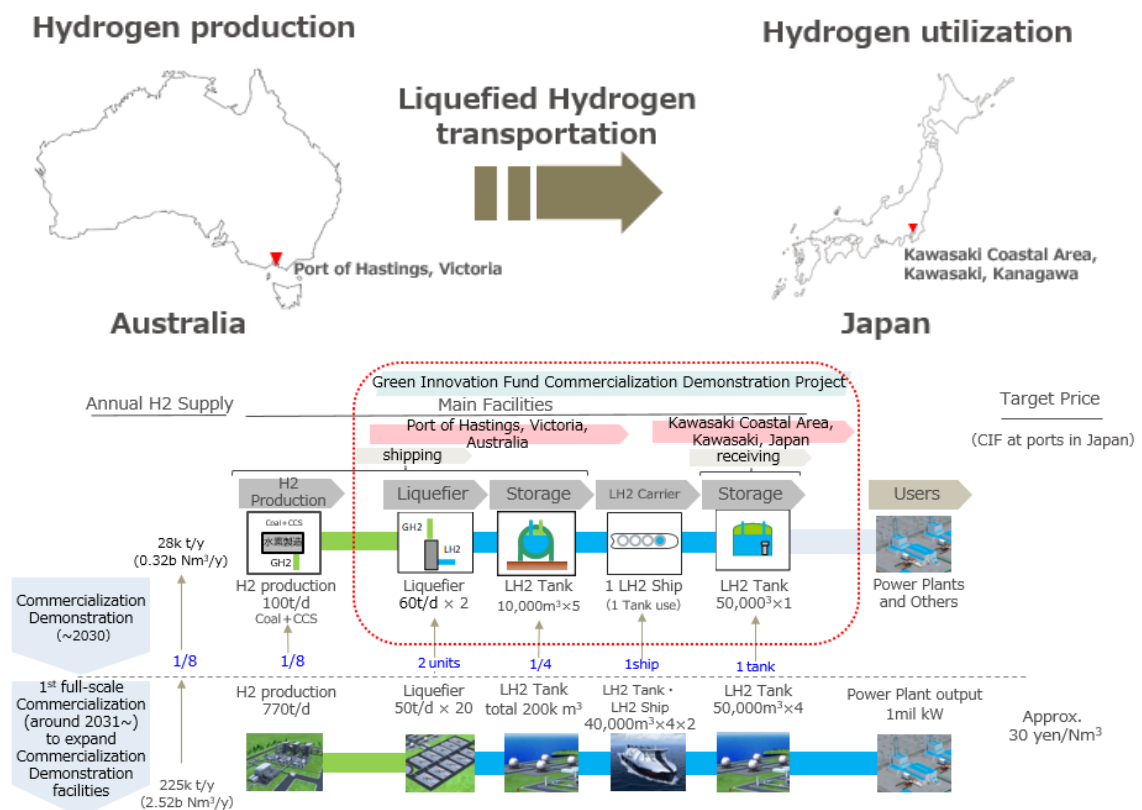 Hydrogen production
Hydrogen utilization
Liquefied Hydrogen
transportation
Port of Hastings, Victoria
Kawasaki Coastal Area,
Kawasaki, Kanagawa
Australia
Japan
Green Innovation Fund Commercialization Demonstration Project
Annual H2 Supply
Main Facilities
Target Price
(CIF at ports in Japan)
Port of Hastings, Victoria,
Australia
Kawasaki Coastal Area,
Kawasaki, Japan
shipping
receiving
H2
Production
Liquefier
Storage
LH2 Carrier
Storage
Users
Coal+CCS
水素製造
GH2
GH2
LH2
28k t/y
(0.32b Nm³/y)
H2 production
100t/d
Coal+CCS
Liquefier
60t/d × 2
LH2 Tank
10,000m³×5
1 LH2 Ship
(1 Tank use)
LH2 Tank
50,000³×1
Power Plants
and Others
Commercialization
Demonstration
(~2030)
1/8
1/8
2 units
1/4
1ship
1 tank
1st full-scale
Commercialization
(around 2031~)
to expand
Commercialization
Demonstration
facilities
H2 production
770t/d
Liquefier
50t/d × 20
LH2 Tank
total 200k m³
LH2 Tank・
LH2 Ship
40,000m³×4×2
LH2 Tank
50,000m³×4
Power Plant output
1mil kW
Approx.
30 yen/Nm³
225k t/y
(2.52b Nm³/y)